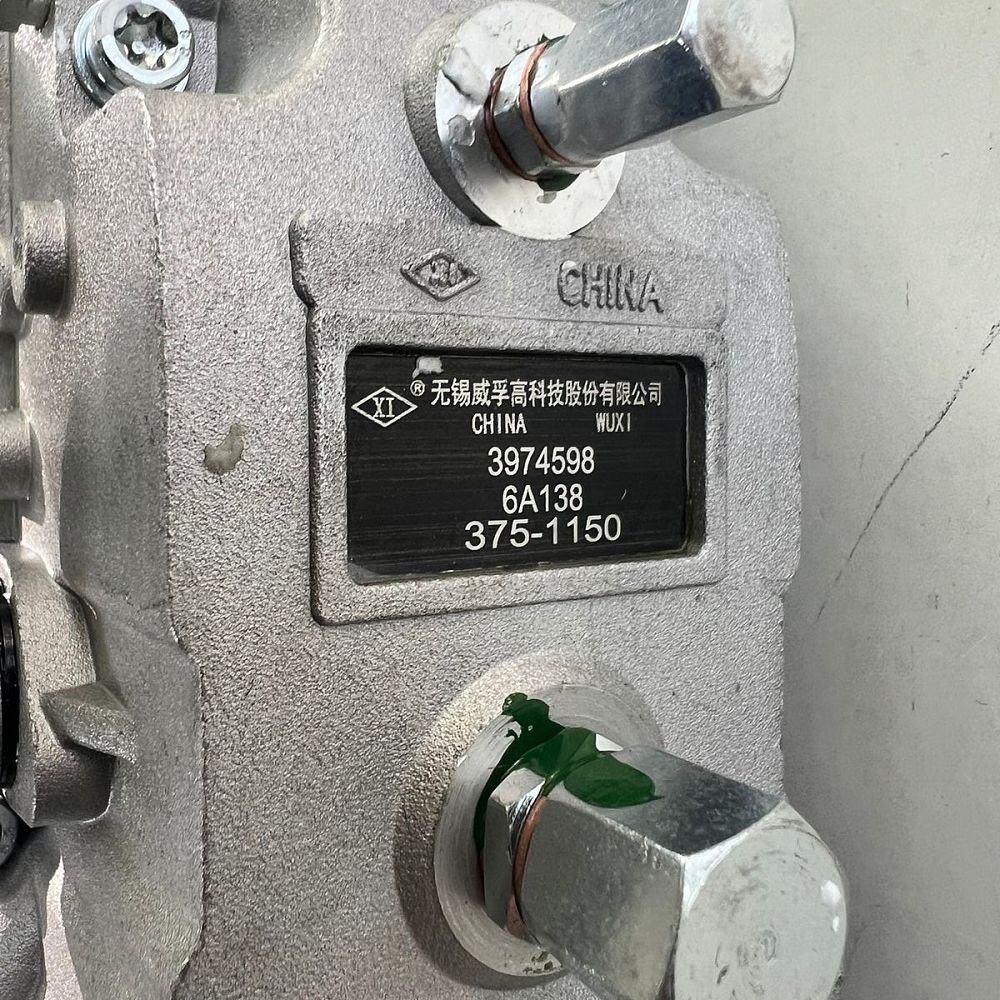 CHINA
XI ® 无锡威孚高科技股份有限公司
CHINA WUXI
3974598
6A138
375-1150